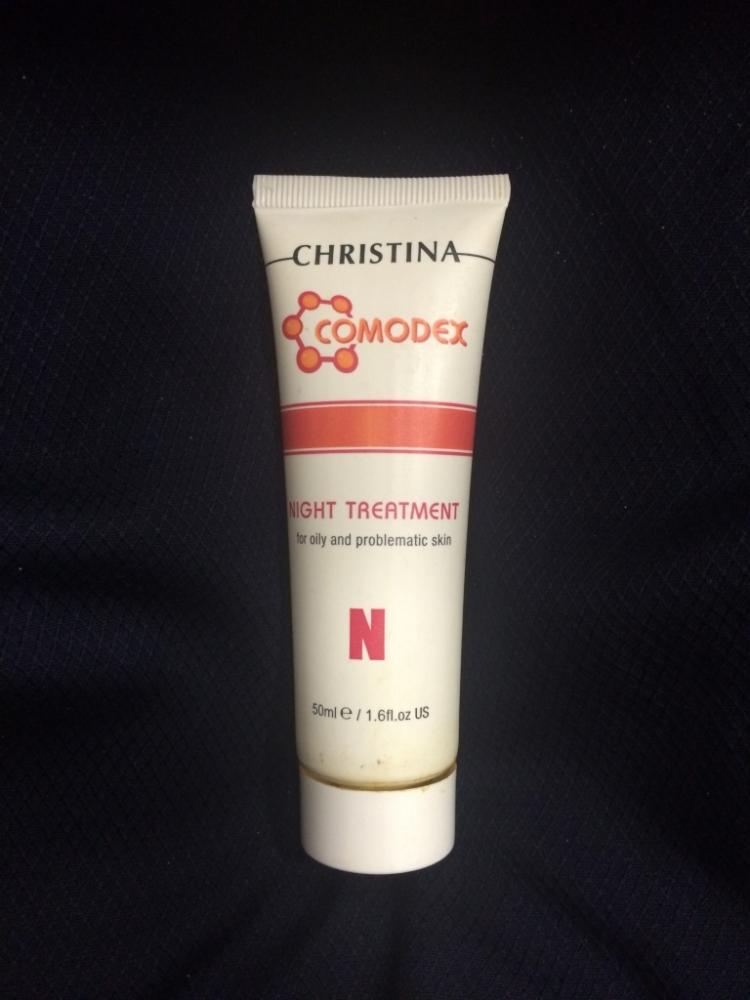 CHRISTINA
COMODEX
NIGHT TREATMENT
for oily and problematic skin
N
50ml ℮ / 1.6fl.oz US